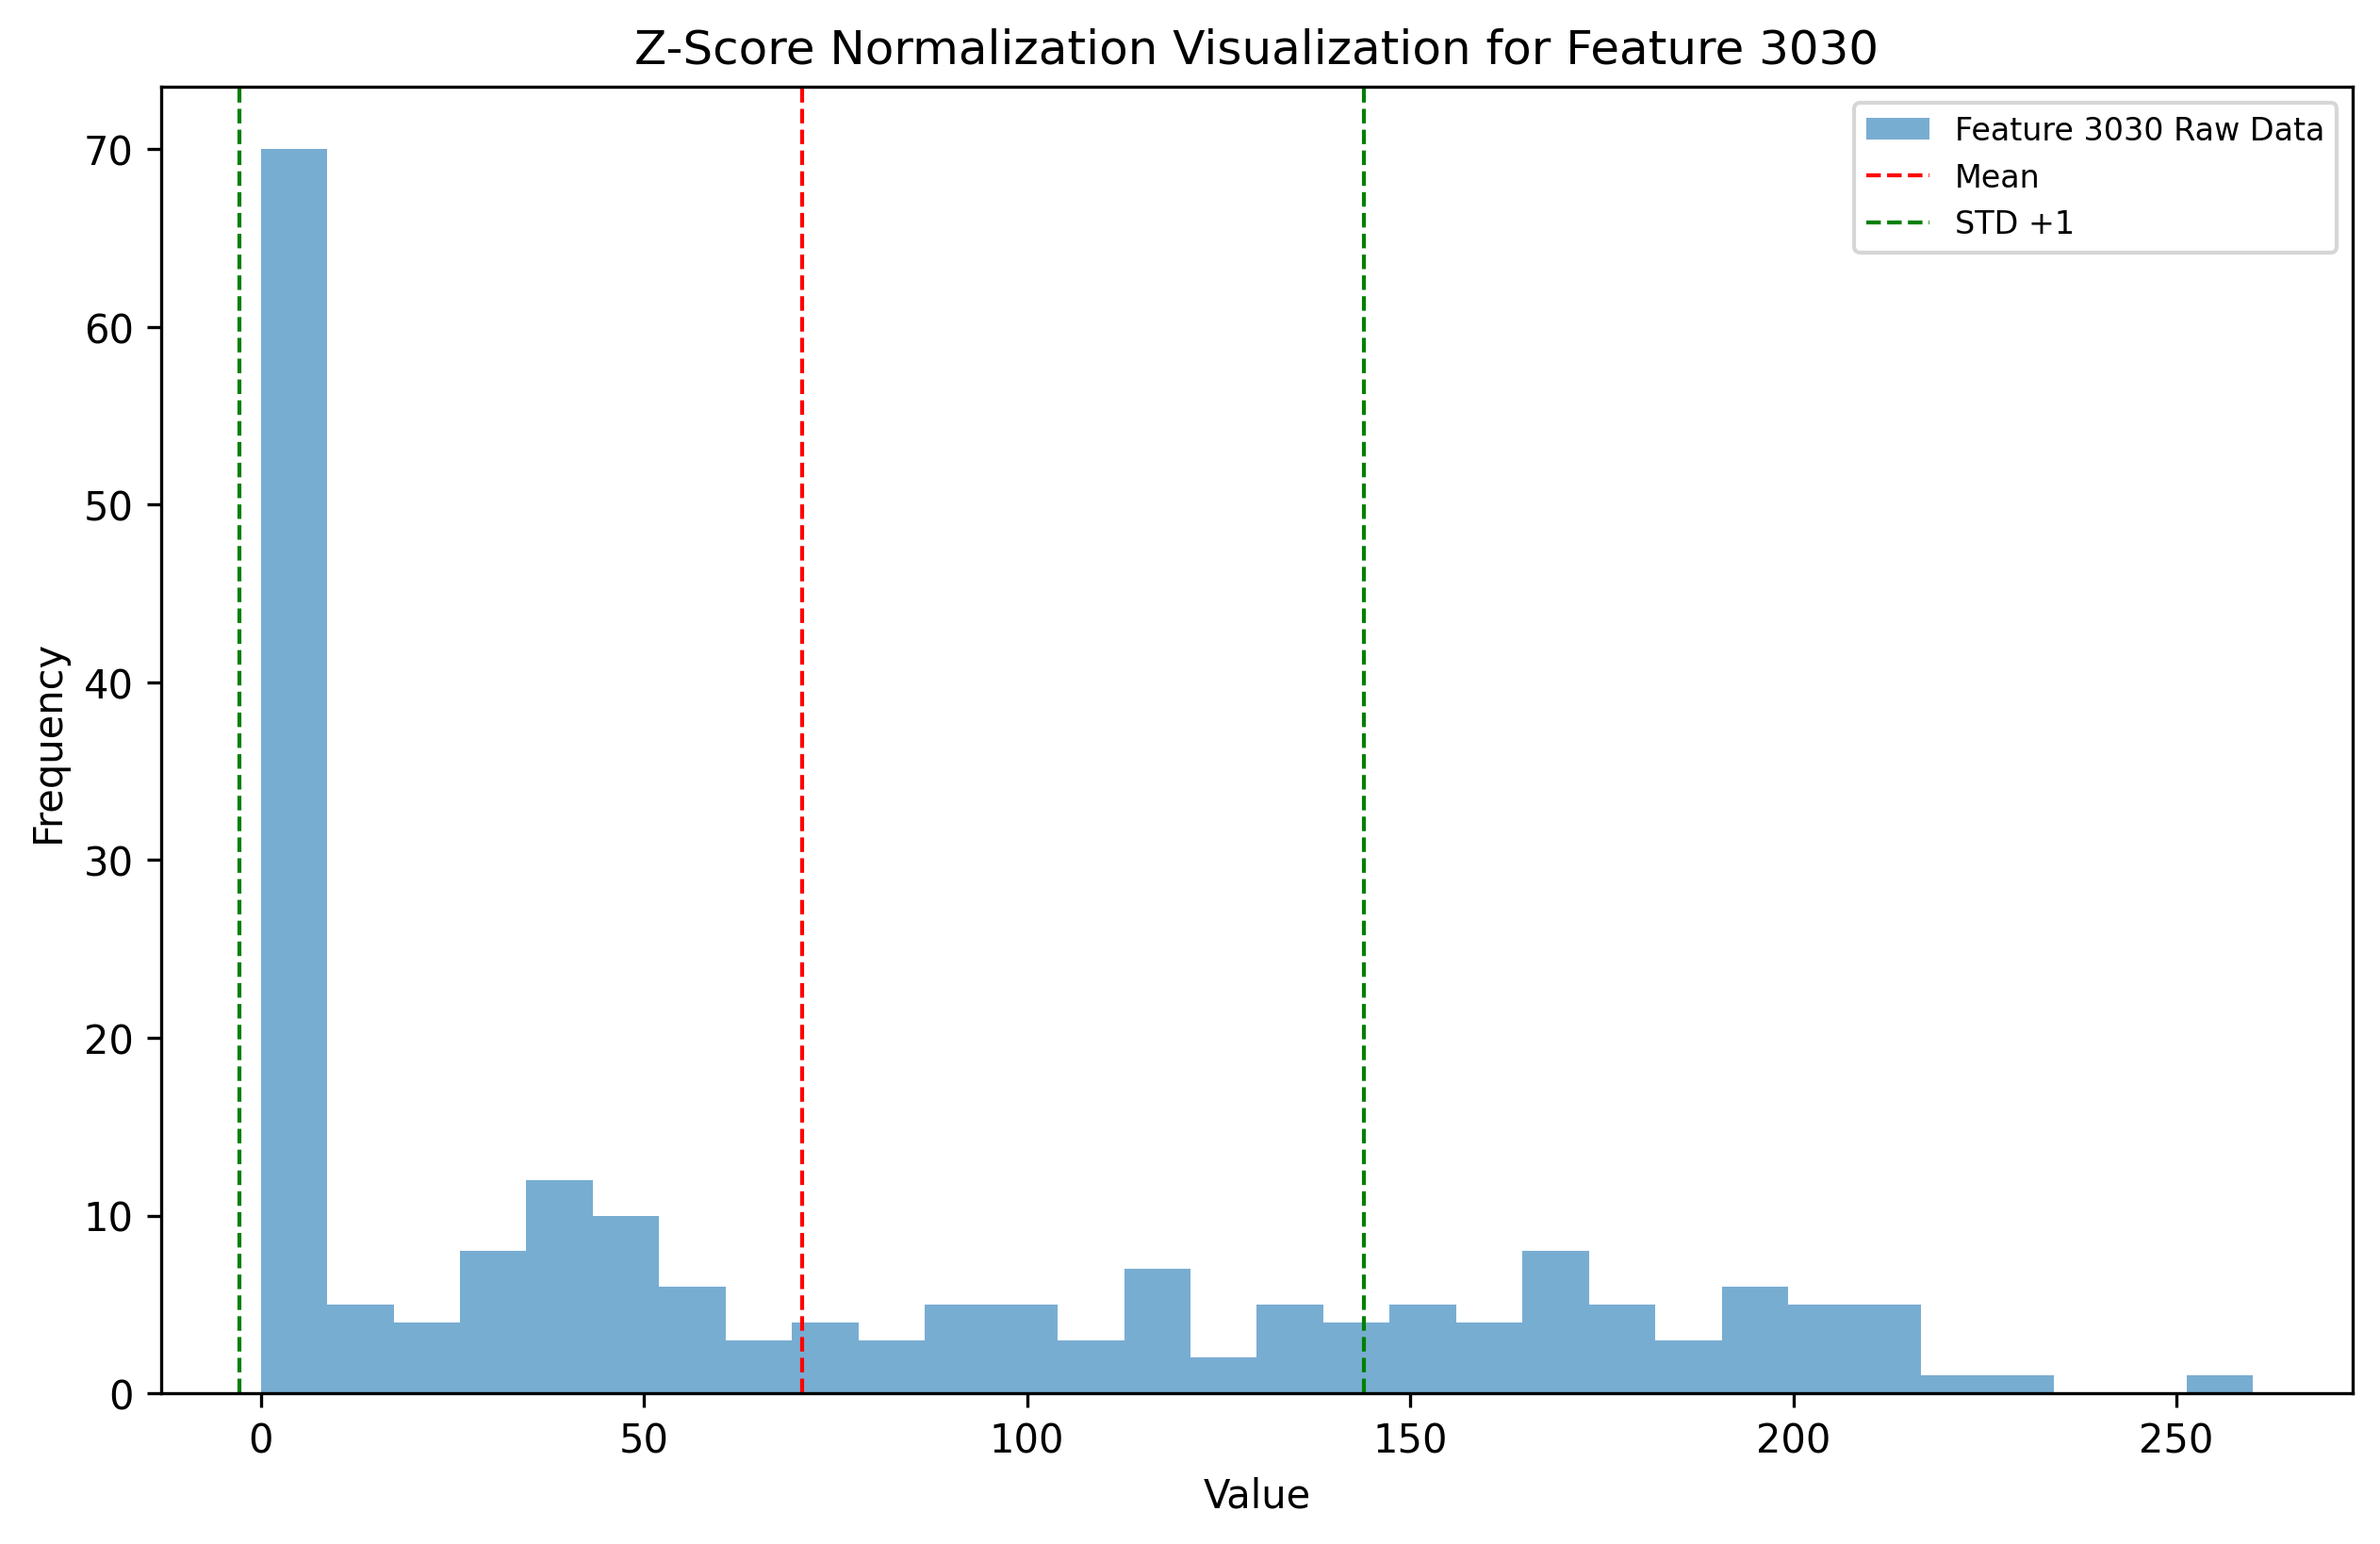 Z-Score Normalization Visualization for Feature 3030
Feature 3030 Raw Data
Mean
STD +1
70
60
50
40
30
20
10
0
Frequency
0 50 100 150 200 250
Value